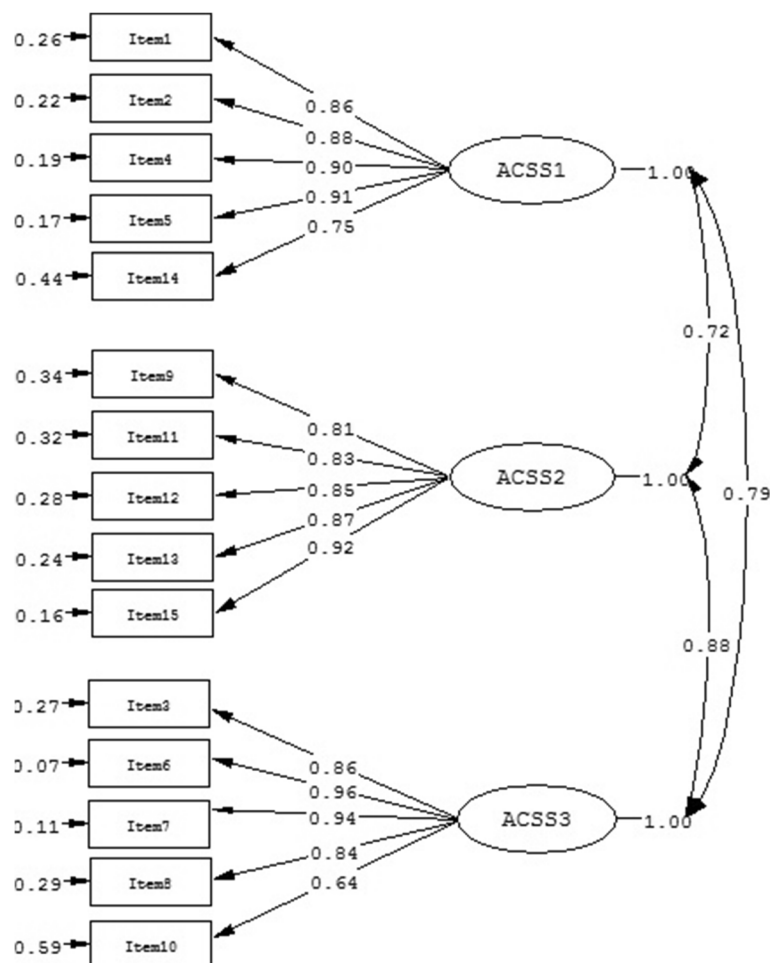 0.26 Item1
0.86
0.22 Item2
0.88
0.19 Item4 0.90 ACSS1 1.00
0.91
0.17 Item5
0.75
0.44 Item14
0.72
0.34 Item9
0.81
0.32 Item11
0.83
0.28 Item12 0.85 ACSS2 1.00
0.79
0.87
0.24 Item13
0.92
0.16 Item15
0.88
0.27 Item3
0.86
0.07 Item6
0.96
0.11 Item7 0.94 ACSS3 1.00
0.84
0.29 Item8
0.64
0.59 Item10